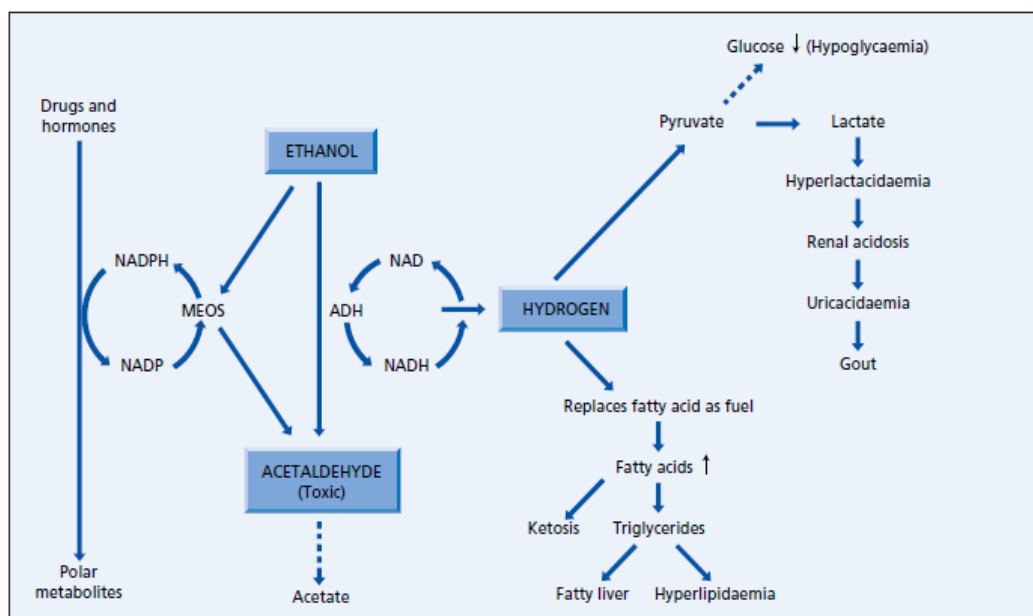 Glucose ↓ (Hypoglycaemia)
Drugs and
hormones
Pyruvate
Lactate
ETHANOL
Hyperlactacidaemia
Renal acidosis
NADPH
NAD
MEOS
ADH
HYDROGEN
Uricacidaemia
NADP
NADH
Gout
Replaces fatty acid as fuel
ACETALDEHYDE
(Toxic)
Fatty acids ↑
Ketosis
Triglycerides
Polar
metabolites
Acetate
Fatty liver
Hyperlipidaemia